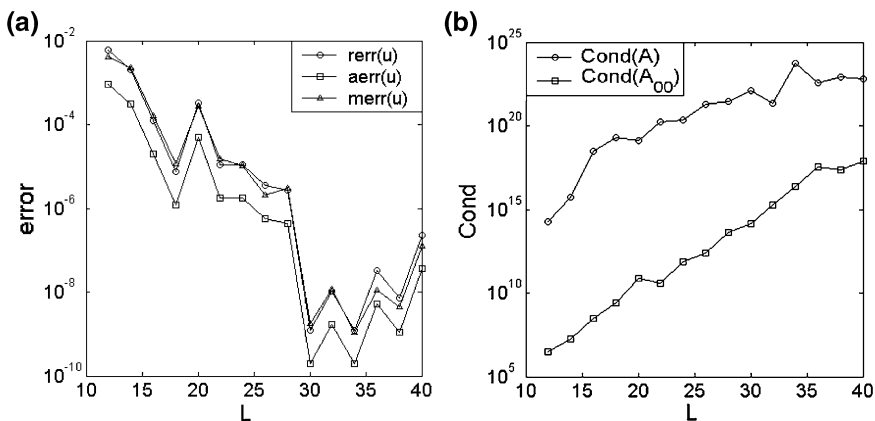 (a)
10^-2
10^-4
10^-6
10^-8
10^-10
error
rerr(u)
aerr(u)
merr(u)
10 15 20 25 30 35 40
L
(b)
10^25
10^20
10^15
10^10
10^5
Cond
Cond(A)
Cond(A_00)
10 15 20 25 30 35 40
L